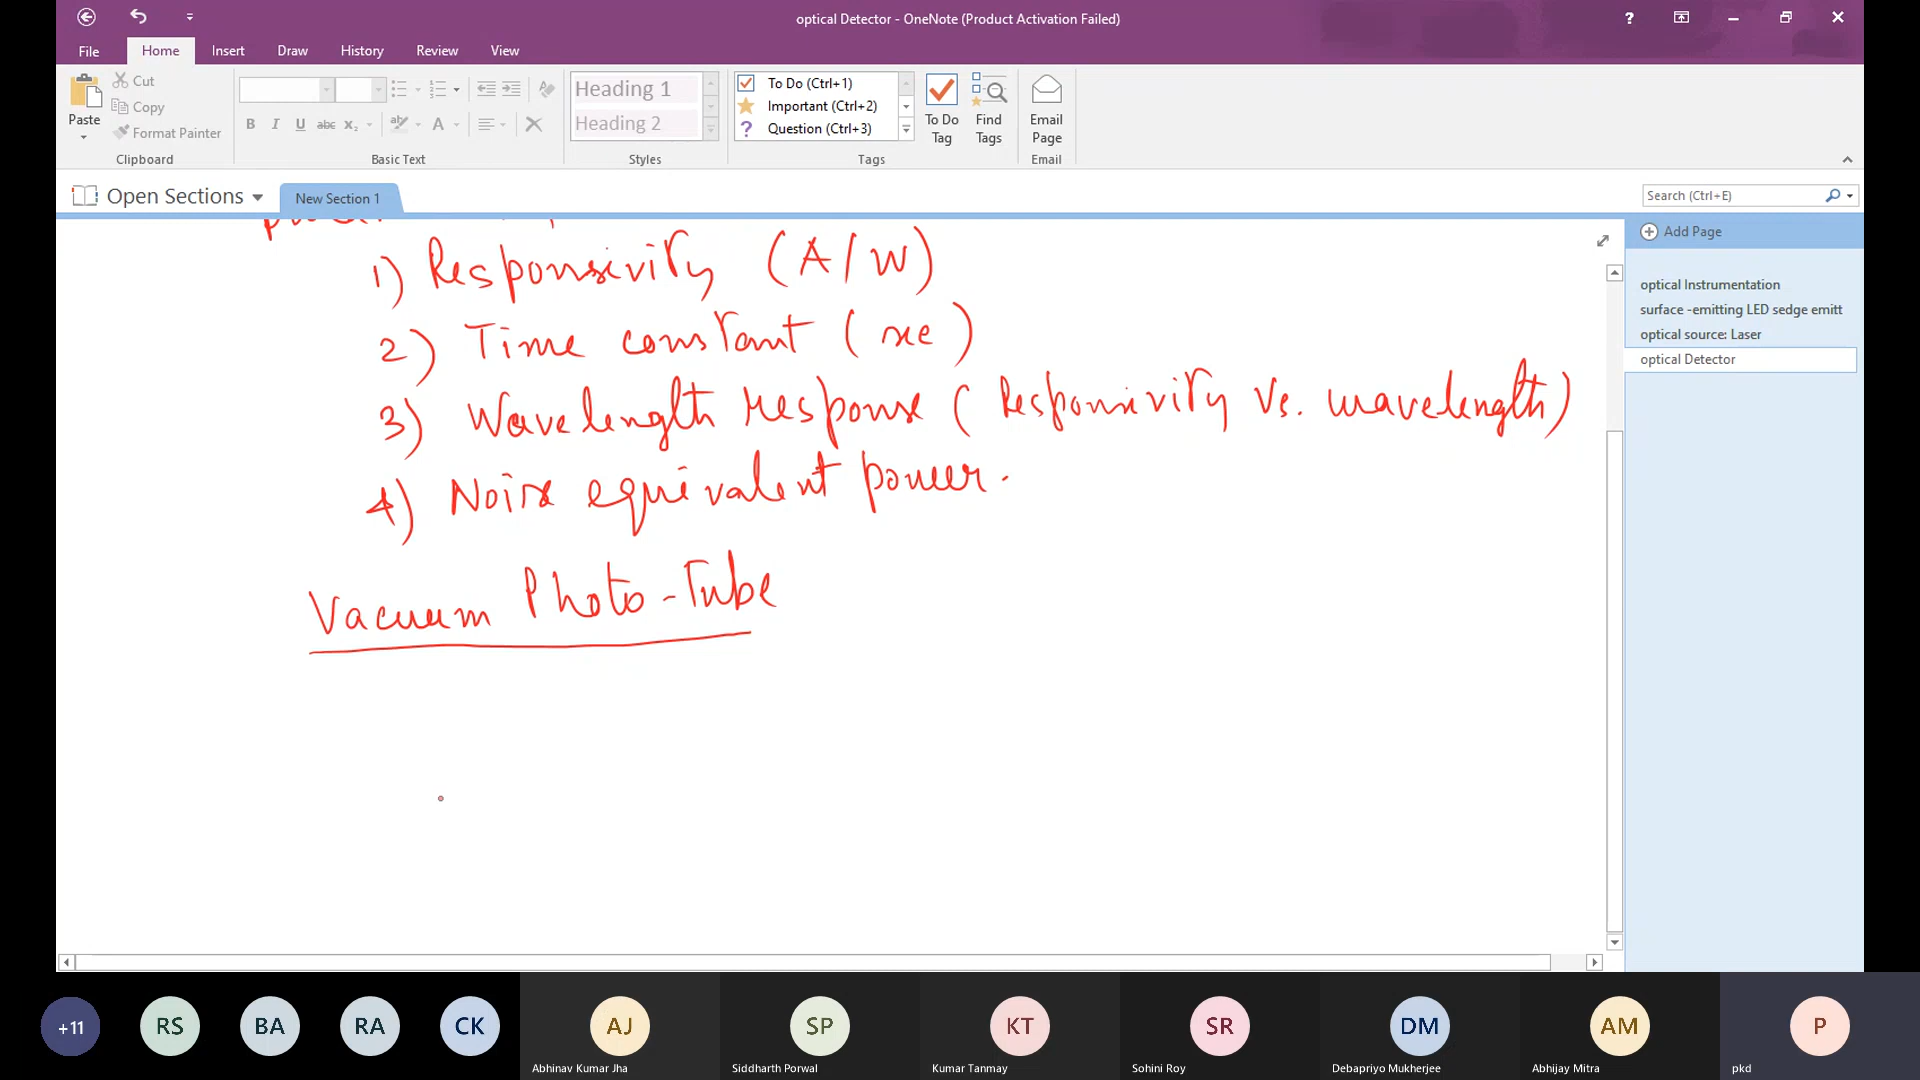 optical Detector - OneNote (Product Activation Failed)
?
File Home Insert Draw History Review View
Paste
Cut
Copy
Format Painter
Clipboard
B I U abc x₂ A
Basic Text
Heading 1
Heading 2
Styles
To Do (Ctrl+1)
Important (Ctrl+2)
? Question (Ctrl+3)
To Do Tag
Find Tags
Tags
Email Page
Email
Open Sections New Section 1
Search (Ctrl+E)
Add Page
optical Instrumentation
surface -emitting LED sedge emitt
optical source: Laser
optical Detector
1) Responsivity (A/W)
2) Time constant (sec)
3) Wavelength response (Responsivity Vs. wavelength)
4) Noise equivalent power.
Vacuum Photo-Tube
+11 RS BA RA CK AJ SP KT SR DM AM P
Abhinav Kumar Jha Siddharth Porwal Kumar Tanmay Sohini Roy Debapriyo Mukherjee Abhijay Mitra pkd